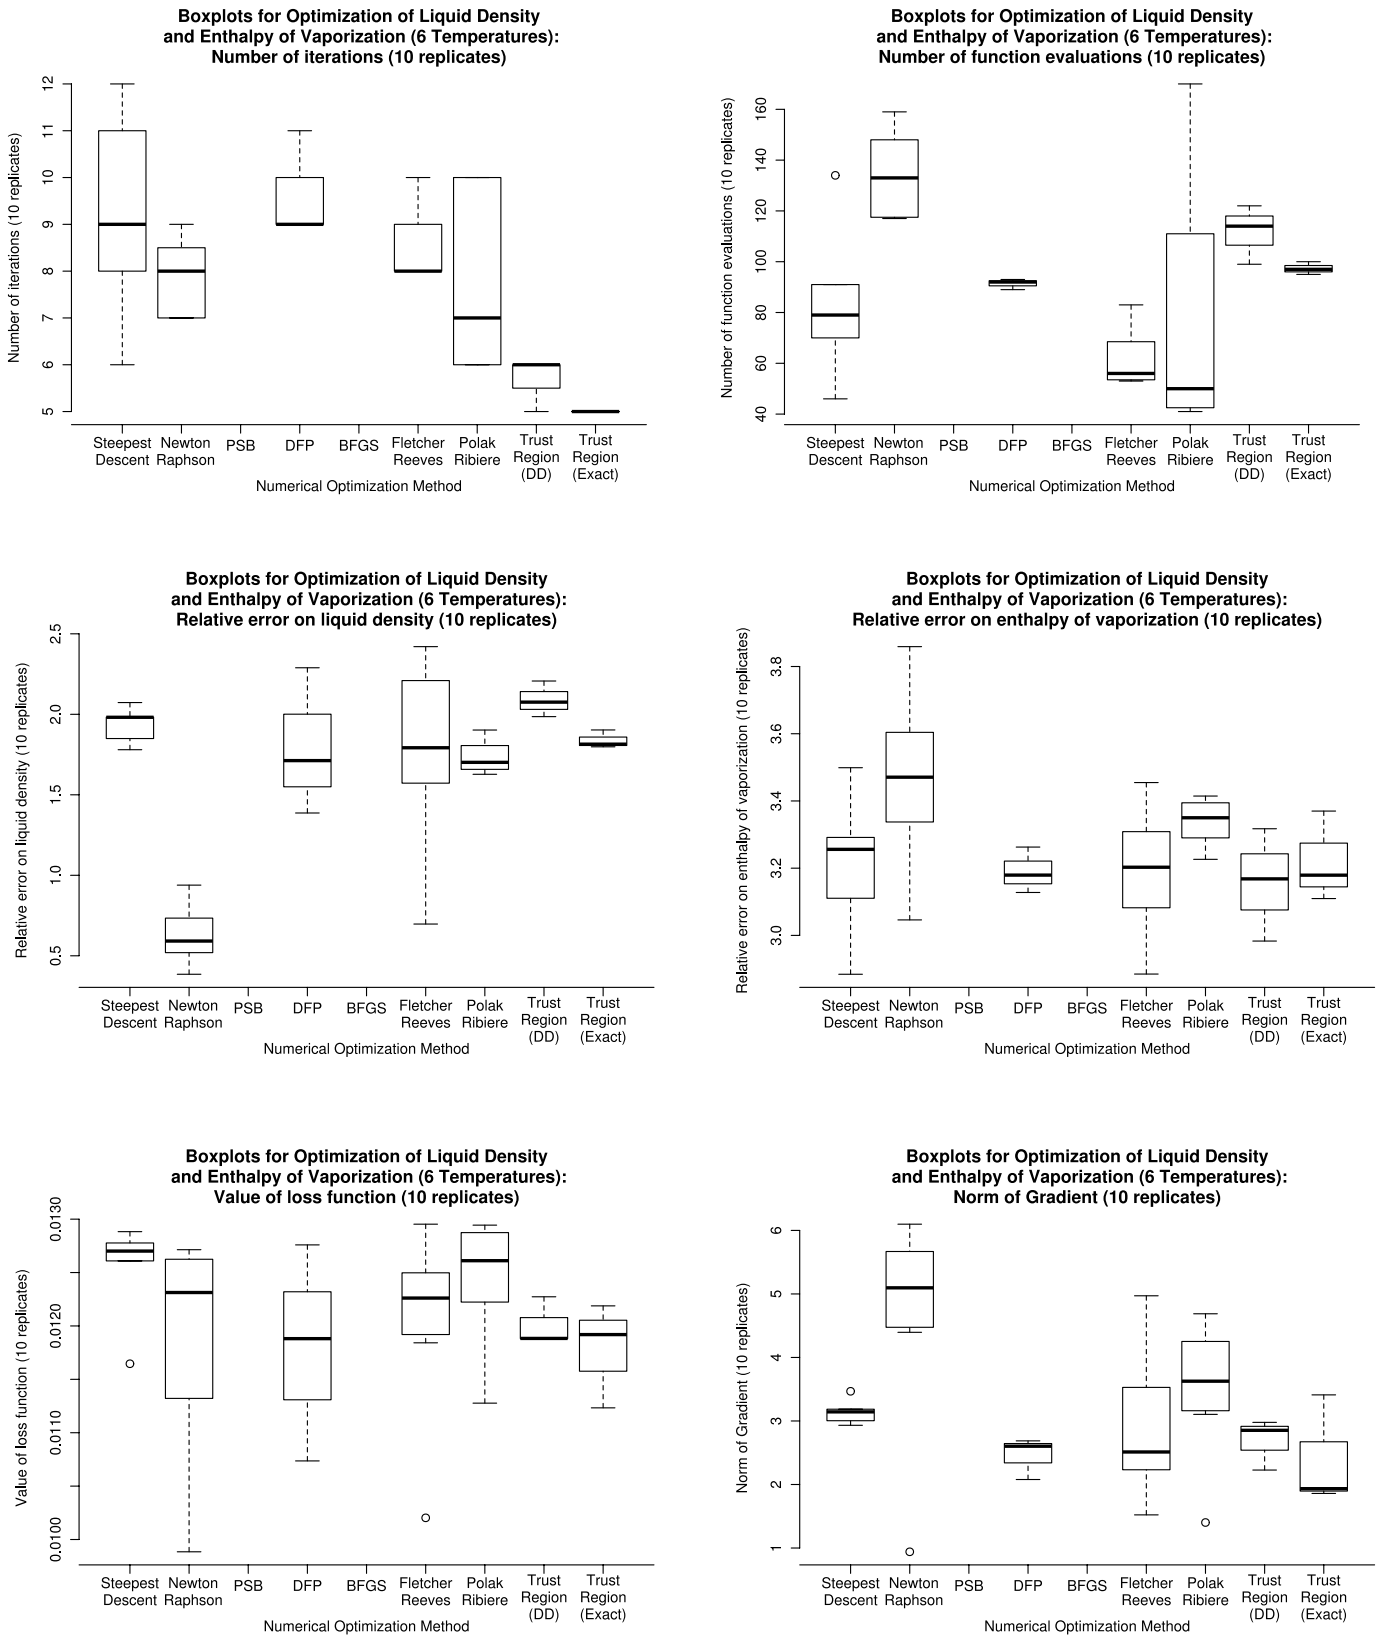 Boxplots for Optimization of Liquid Density
and Enthalpy of Vaporization (6 Temperatures):
Number of iterations (10 replicates)
Number of iterations (10 replicates)
12
11
10
9
8
7
6
5
Steepest Descent
Newton Raphson
PSB
DFP
BFGS
Fletcher Reeves
Polak Ribiere
Trust Region (DD)
Trust Region (Exact)
Numerical Optimization Method
Boxplots for Optimization of Liquid Density
and Enthalpy of Vaporization (6 Temperatures):
Number of function evaluations (10 replicates)
Number of function evaluations (10 replicates)
160
140
120
100
80
60
40
Steepest Descent
Newton Raphson
PSB
DFP
BFGS
Fletcher Reeves
Polak Ribiere
Trust Region (DD)
Trust Region (Exact)
Numerical Optimization Method
Boxplots for Optimization of Liquid Density
and Enthalpy of Vaporization (6 Temperatures):
Relative error on liquid density (10 replicates)
Relative error on liquid density (10 replicates)
2.5
2.0
1.5
1.0
0.5
Steepest Descent
Newton Raphson
PSB
DFP
BFGS
Fletcher Reeves
Polak Ribiere
Trust Region (DD)
Trust Region (Exact)
Numerical Optimization Method
Boxplots for Optimization of Liquid Density
and Enthalpy of Vaporization (6 Temperatures):
Relative error on enthalpy of vaporization (10 replicates)
Relative error on enthalpy of vaporization (10 replicates)
3.8
3.6
3.4
3.2
3.0
Steepest Descent
Newton Raphson
PSB
DFP
BFGS
Fletcher Reeves
Polak Ribiere
Trust Region (DD)
Trust Region (Exact)
Numerical Optimization Method
Boxplots for Optimization of Liquid Density
and Enthalpy of Vaporization (6 Temperatures):
Value of loss function (10 replicates)
Value of loss function (10 replicates)
0.0130
0.0120
0.0110
0.0100
Steepest Descent
Newton Raphson
PSB
DFP
BFGS
Fletcher Reeves
Polak Ribiere
Trust Region (DD)
Trust Region (Exact)
Numerical Optimization Method
Boxplots for Optimization of Liquid Density
and Enthalpy of Vaporization (6 Temperatures):
Norm of Gradient (10 replicates)
Norm of Gradient (10 replicates)
6
5
4
3
2
1
Steepest Descent
Newton Raphson
PSB
DFP
BFGS
Fletcher Reeves
Polak Ribiere
Trust Region (DD)
Trust Region (Exact)
Numerical Optimization Method